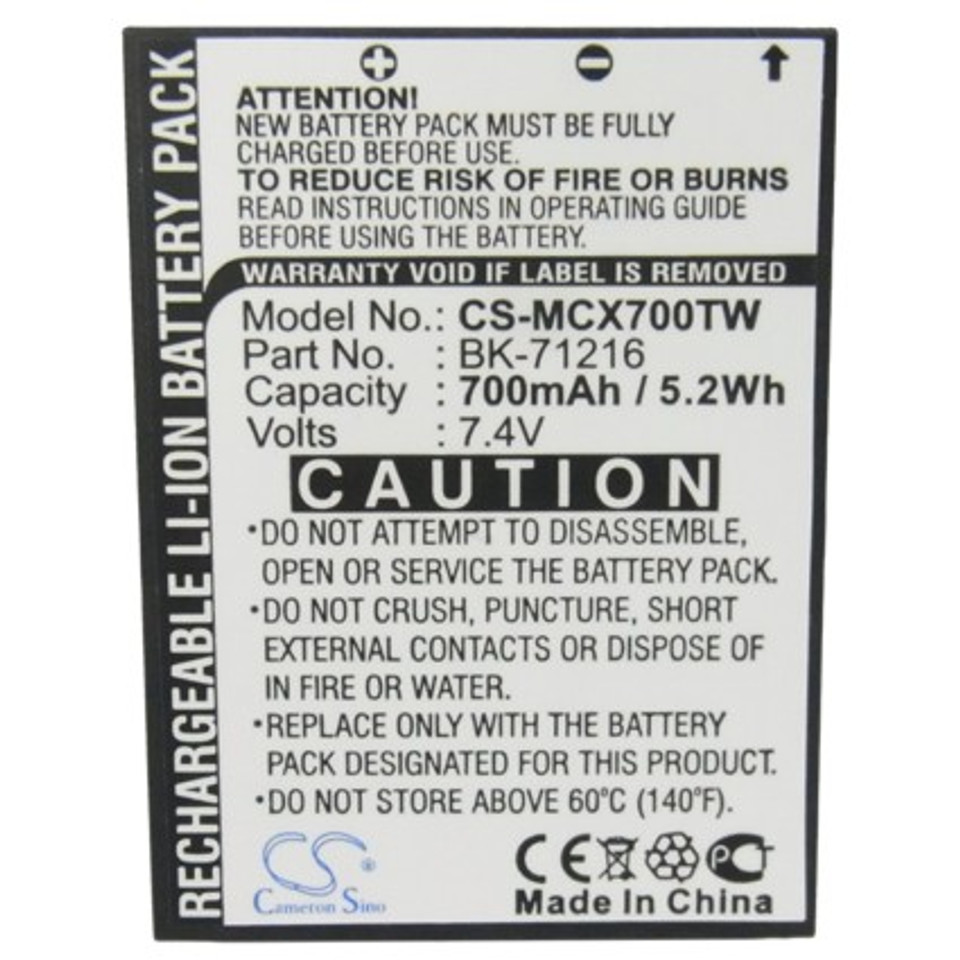 RECHARGEABLE LI-ION BATTERY PACK
ATTENTION!
NEW BATTERY PACK MUST BE FULLY
CHARGED BEFORE USE.
TO REDUCE RISK OF FIRE OR BURNS
READ INSTRUCTIONS IN OPERATING GUIDE
BEFORE USING THE BATTERY.
WARRANTY VOID IF LABEL IS REMOVED
Model No.: CS-MCX700TW
Part No. : BK-71216
Capacity : 700mAh / 5.2Wh
Volts : 7.4V
CAUTION
•DO NOT ATTEMPT TO DISASSEMBLE,
OPEN OR SERVICE THE BATTERY PACK.
•DO NOT CRUSH, PUNCTURE, SHORT
EXTERNAL CONTACTS OR DISPOSE OF
IN FIRE OR WATER.
•REPLACE ONLY WITH THE BATTERY
PACK DESIGNATED FOR THIS PRODUCT.
•DO NOT STORE ABOVE 60°C (140°F).
CS®
Cameron Sino
CE PCT
Made In China